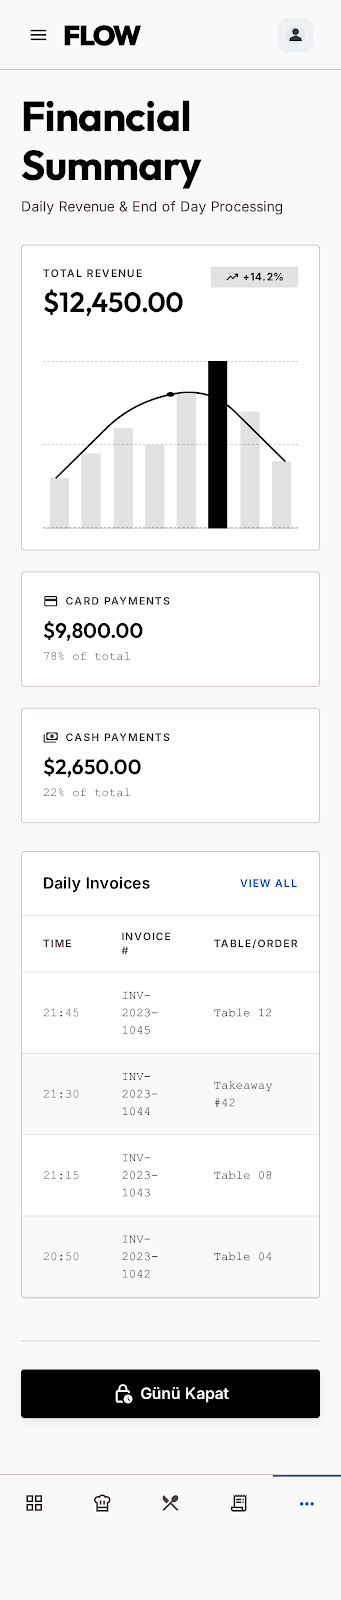 FLOW
Financial
Summary
Daily Revenue & End of Day Processing
TOTAL REVENUE
+14.2%
$12,450.00
CARD PAYMENTS
$9,800.00
78% of total
CASH PAYMENTS
$2,650.00
22% of total
Daily Invoices
VIEW ALL
TIME
INVOICE
#
TABLE/ORDER
21:45
INV-
2023-
1045
Table 12
21:30
INV-
2023-
1044
Takeaway
#42
21:15
INV-
2023-
1043
Table 08
20:50
INV-
2023-
1042
Table 04
Günü Kapat